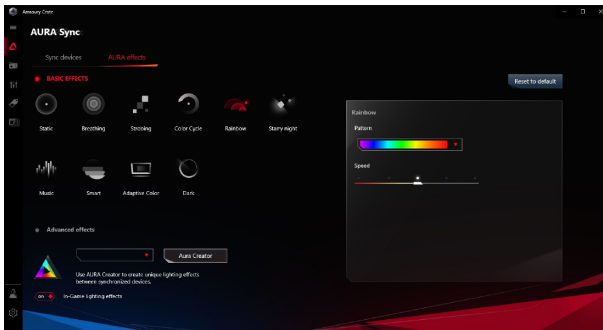 Armoury Crate
AURA Sync
Sync devices
AURA effects
BASIC EFFECTS
Reset to default
Static
Breathing
Strobing
Color Cycle
Rainbow
Starry night
Music
Smart
Adaptive Color
Dark
Rainbow
Pattern
Speed
Advanced effects
Aura Creator
Use AURA Creator to create unique lighting effects
between synchronized devices.
on
In-Game lighting effects